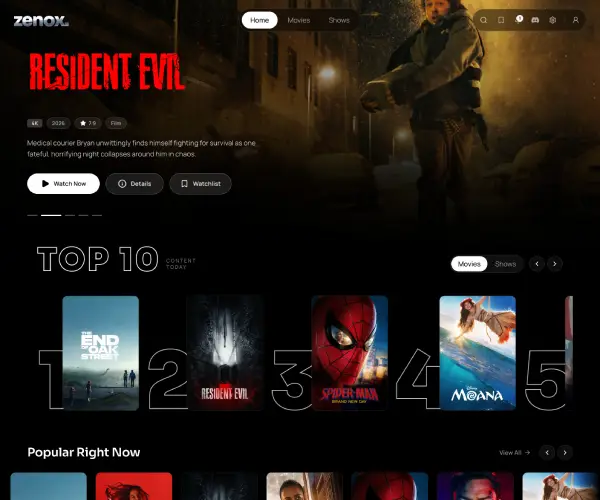 zenox.
Home Movies Shows
RESIDENT EVIL
4K 2026 7.9 Film
Medical courier Bryan unwittingly finds himself fighting for survival as one
fateful, horrifying night collapses around him in chaos.
Watch Now Details Watchlist
TOP 10 CONTENT TODAY
Movies Shows
1 2 3 4 5
THE END OF OAK STREET
RESIDENT EVIL
SPIDER-MAN
BRAND NEW DAY
Disney
MOANA
Popular Right Now
View All →